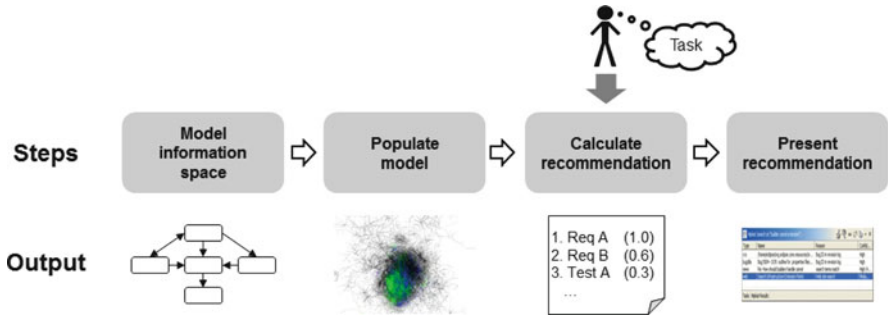 Task
Steps
Model
information
space
Populate
model
Calculate
recommendation
Present
recommendation
Output
1. Req A (1.0)
2. Req B (0.6)
3. Test A (0.3)
...